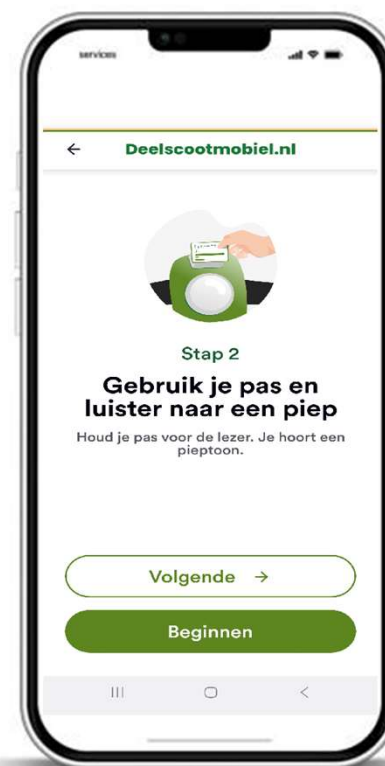 services
Deelscootmobiel.nl
Stap 2
Gebruik je pas en
luister naar een piep
Houd je pas voor de lezer. Je hoort een
pieptoon.
Volgende →
Beginnen